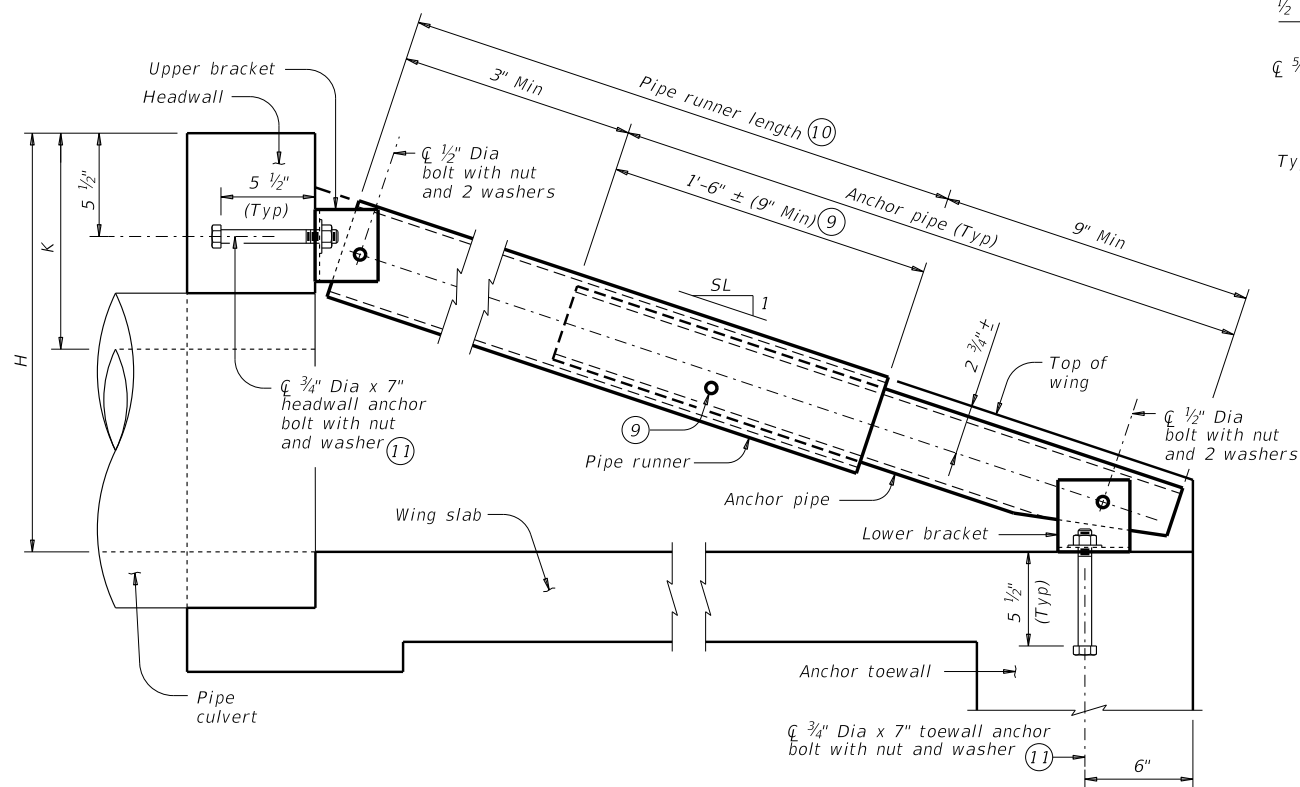 ½
℄ 5/
Ty
Upper bracket
Headwall
3" Min
Pipe runner length 10
℄ ½" Dia
bolt with nut
and 2 washers
5 ½"
5 ½"
(Typ)
1'-6" ± (9" Min) 9
Anchor pipe (Typ)
9" Min
K
H
SL
1
2 ¾" ±
Top of
wing
℄ ¾" Dia x 7"
headwall anchor
bolt with nut
and washer 11
9
Pipe runner
℄ ½" Dia
bolt with nut
and 2 washers
Anchor pipe
Wing slab
Lower bracket
5 ½"
(Typ)
Anchor toewall
Pipe
culvert
℄ ¾" Dia x 7" toewall anchor
bolt with nut and washer 11
6"